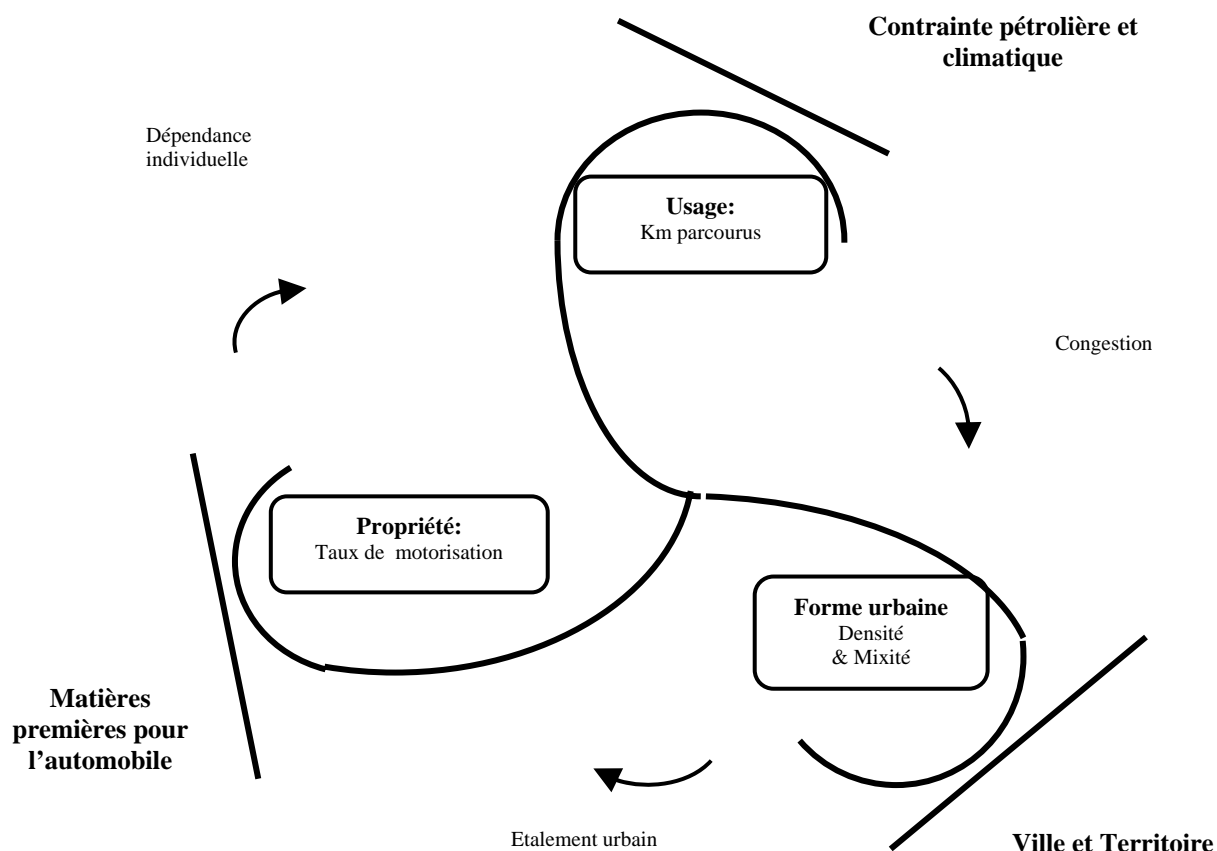 Contrainte pétrolière et
climatique
Dépendance
individuelle
Usage:
Km parcourus
Congestion
Propriété:
Taux de motorisation
Forme urbaine
Densité
& Mixité
Matières
premières pour
l’automobile
Etalement urbain
Ville et Territoire